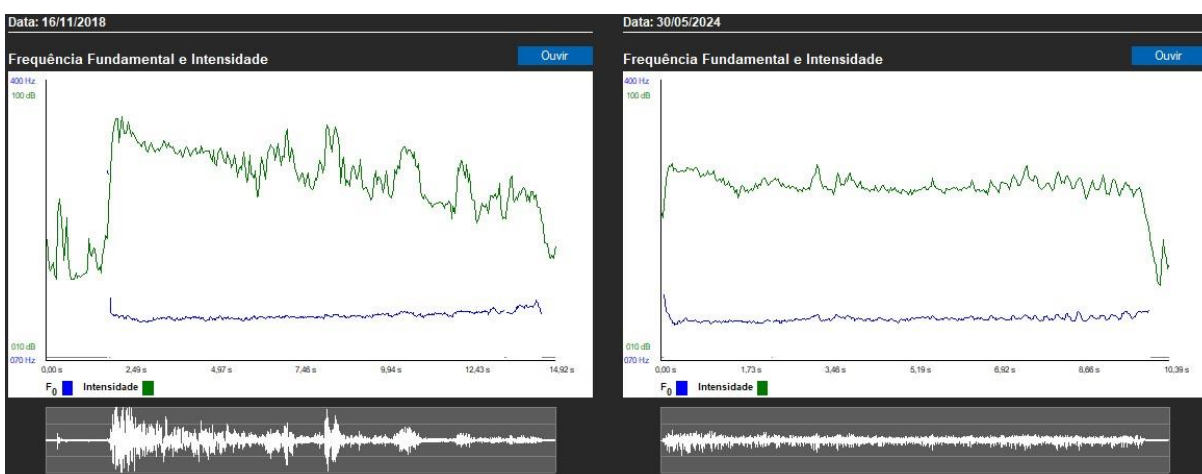 Data: 16/11/2018
Frequência Fundamental e Intensidade
Ouvir
400 Hz
100 dB
010 dB
070 Hz
0,00 s 2,49 s 4,97 s 7,46 s 9,94 s 12,43 s 14,92 s
F0 Intensidade
Data: 30/05/2024
Frequência Fundamental e Intensidade
Ouvir
400 Hz
100 dB
010 dB
070 Hz
0,00 s 1,73 s 3,46 s 5,19 s 6,92 s 8,66 s 10,39 s
F0 Intensidade